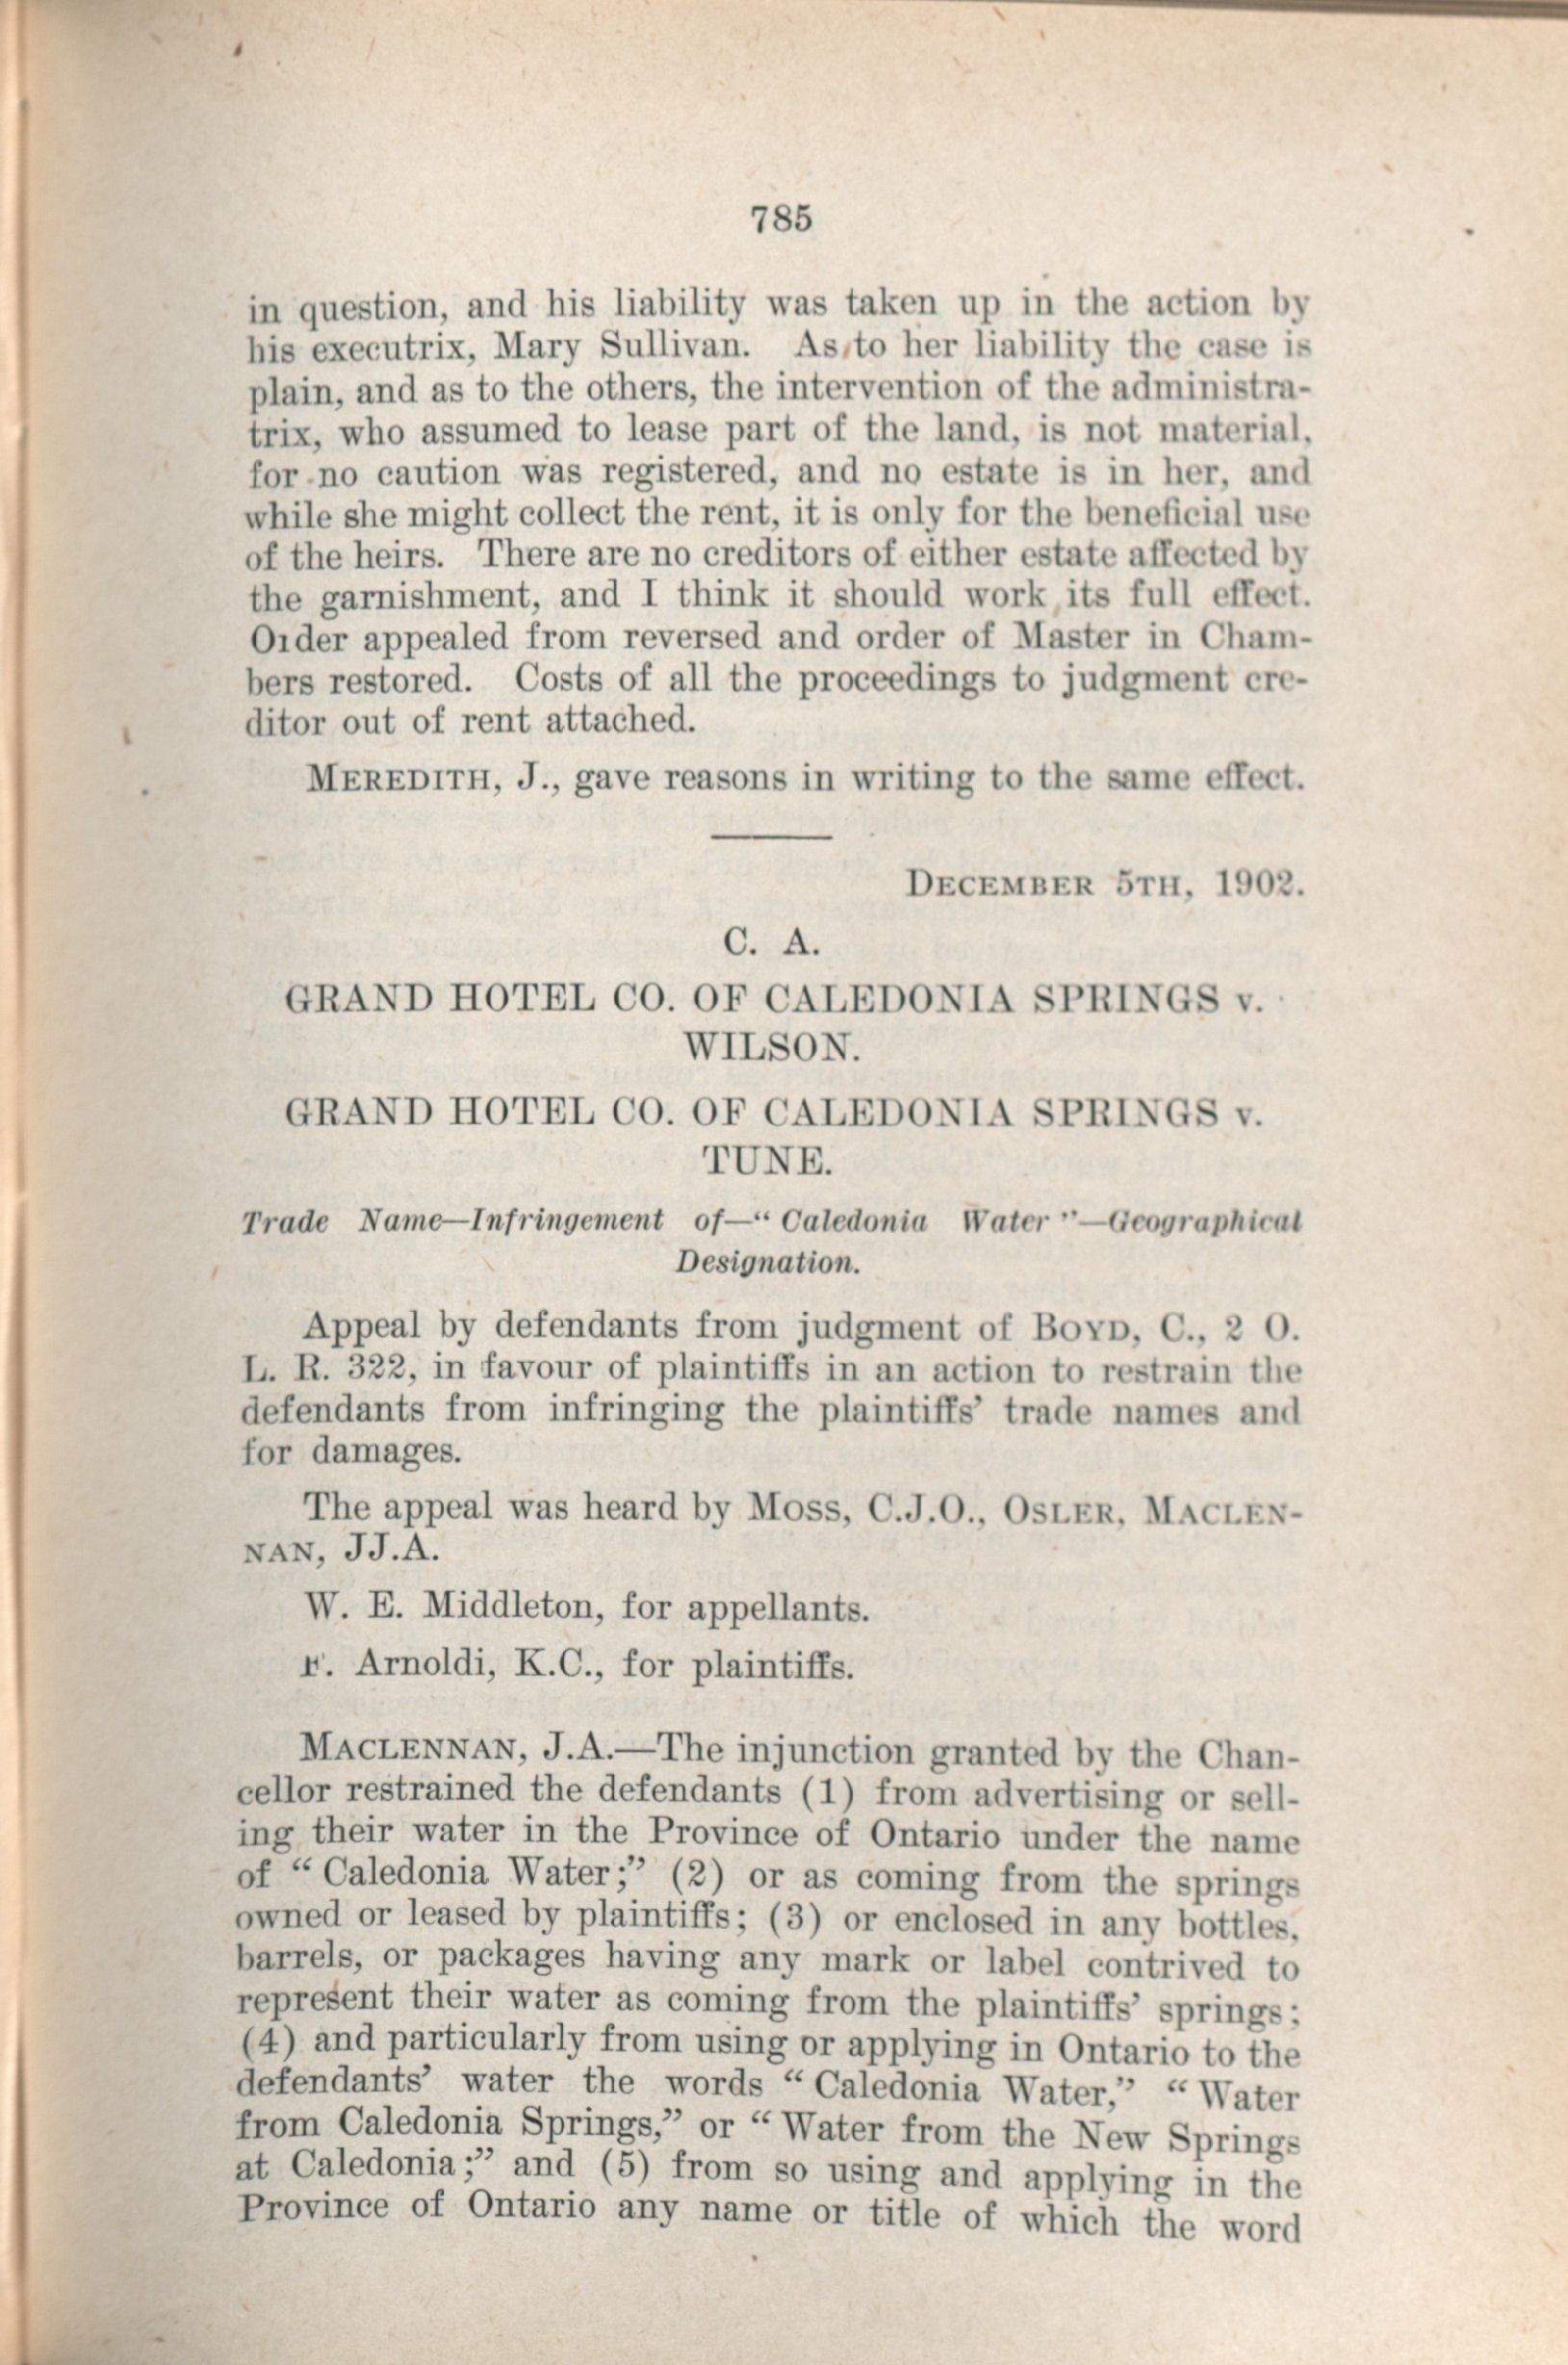 785
in question, and his liability was taken up in the action by
his executrix, Mary Sullivan. As to her liability the case is
plain, and as to the others, the intervention of the administra-
trix, who assumed to lease part of the land, is not material,
for no caution was registered, and no estate is in her, and
while she might collect the rent, it is only for the beneficial use
of the heirs. There are no creditors of either estate affected by
the garnishment, and I think it should work its full effect.
Order appealed from reversed and order of Master in Cham-
bers restored. Costs of all the proceedings to judgment cre-
ditor out of rent attached.
MEREDITH, J., gave reasons in writing to the same effect.
DECEMBER 5TH, 1902.
C. A.
GRAND HOTEL CO. OF CALEDONIA SPRINGS v.
WILSON.
GRAND HOTEL CO. OF CALEDONIA SPRINGS v.
TUNE.
Trade Name—Infringement of—“ Caledonia Water ”—Geographical
Designation.
Appeal by defendants from judgment of BOYD, C., 2 O.
L. R. 322, in favour of plaintiffs in an action to restrain the
defendants from infringing the plaintiffs’ trade names and
for damages.
The appeal was heard by MOSS, C.J.O., OSLER, MACLEN-
NAN, JJ.A.
W. E. Middleton, for appellants.
F. Arnoldi, K.C., for plaintiffs.
MACLENNAN, J.A.—The injunction granted by the Chan-
cellor restrained the defendants (1) from advertising or sell-
ing their water in the Province of Ontario under the name
of “ Caledonia Water;” (2) or as coming from the springs
owned or leased by plaintiffs; (3) or enclosed in any bottles,
barrels, or packages having any mark or label contrived to
represent their water as coming from the plaintiffs’ springs;
(4) and particularly from using or applying in Ontario to the
defendants’ water the words “ Caledonia Water,” “ Water
from Caledonia Springs,” or “ Water from the New Springs
at Caledonia;” and (5) from so using and applying in the
Province of Ontario any name or title of which the word